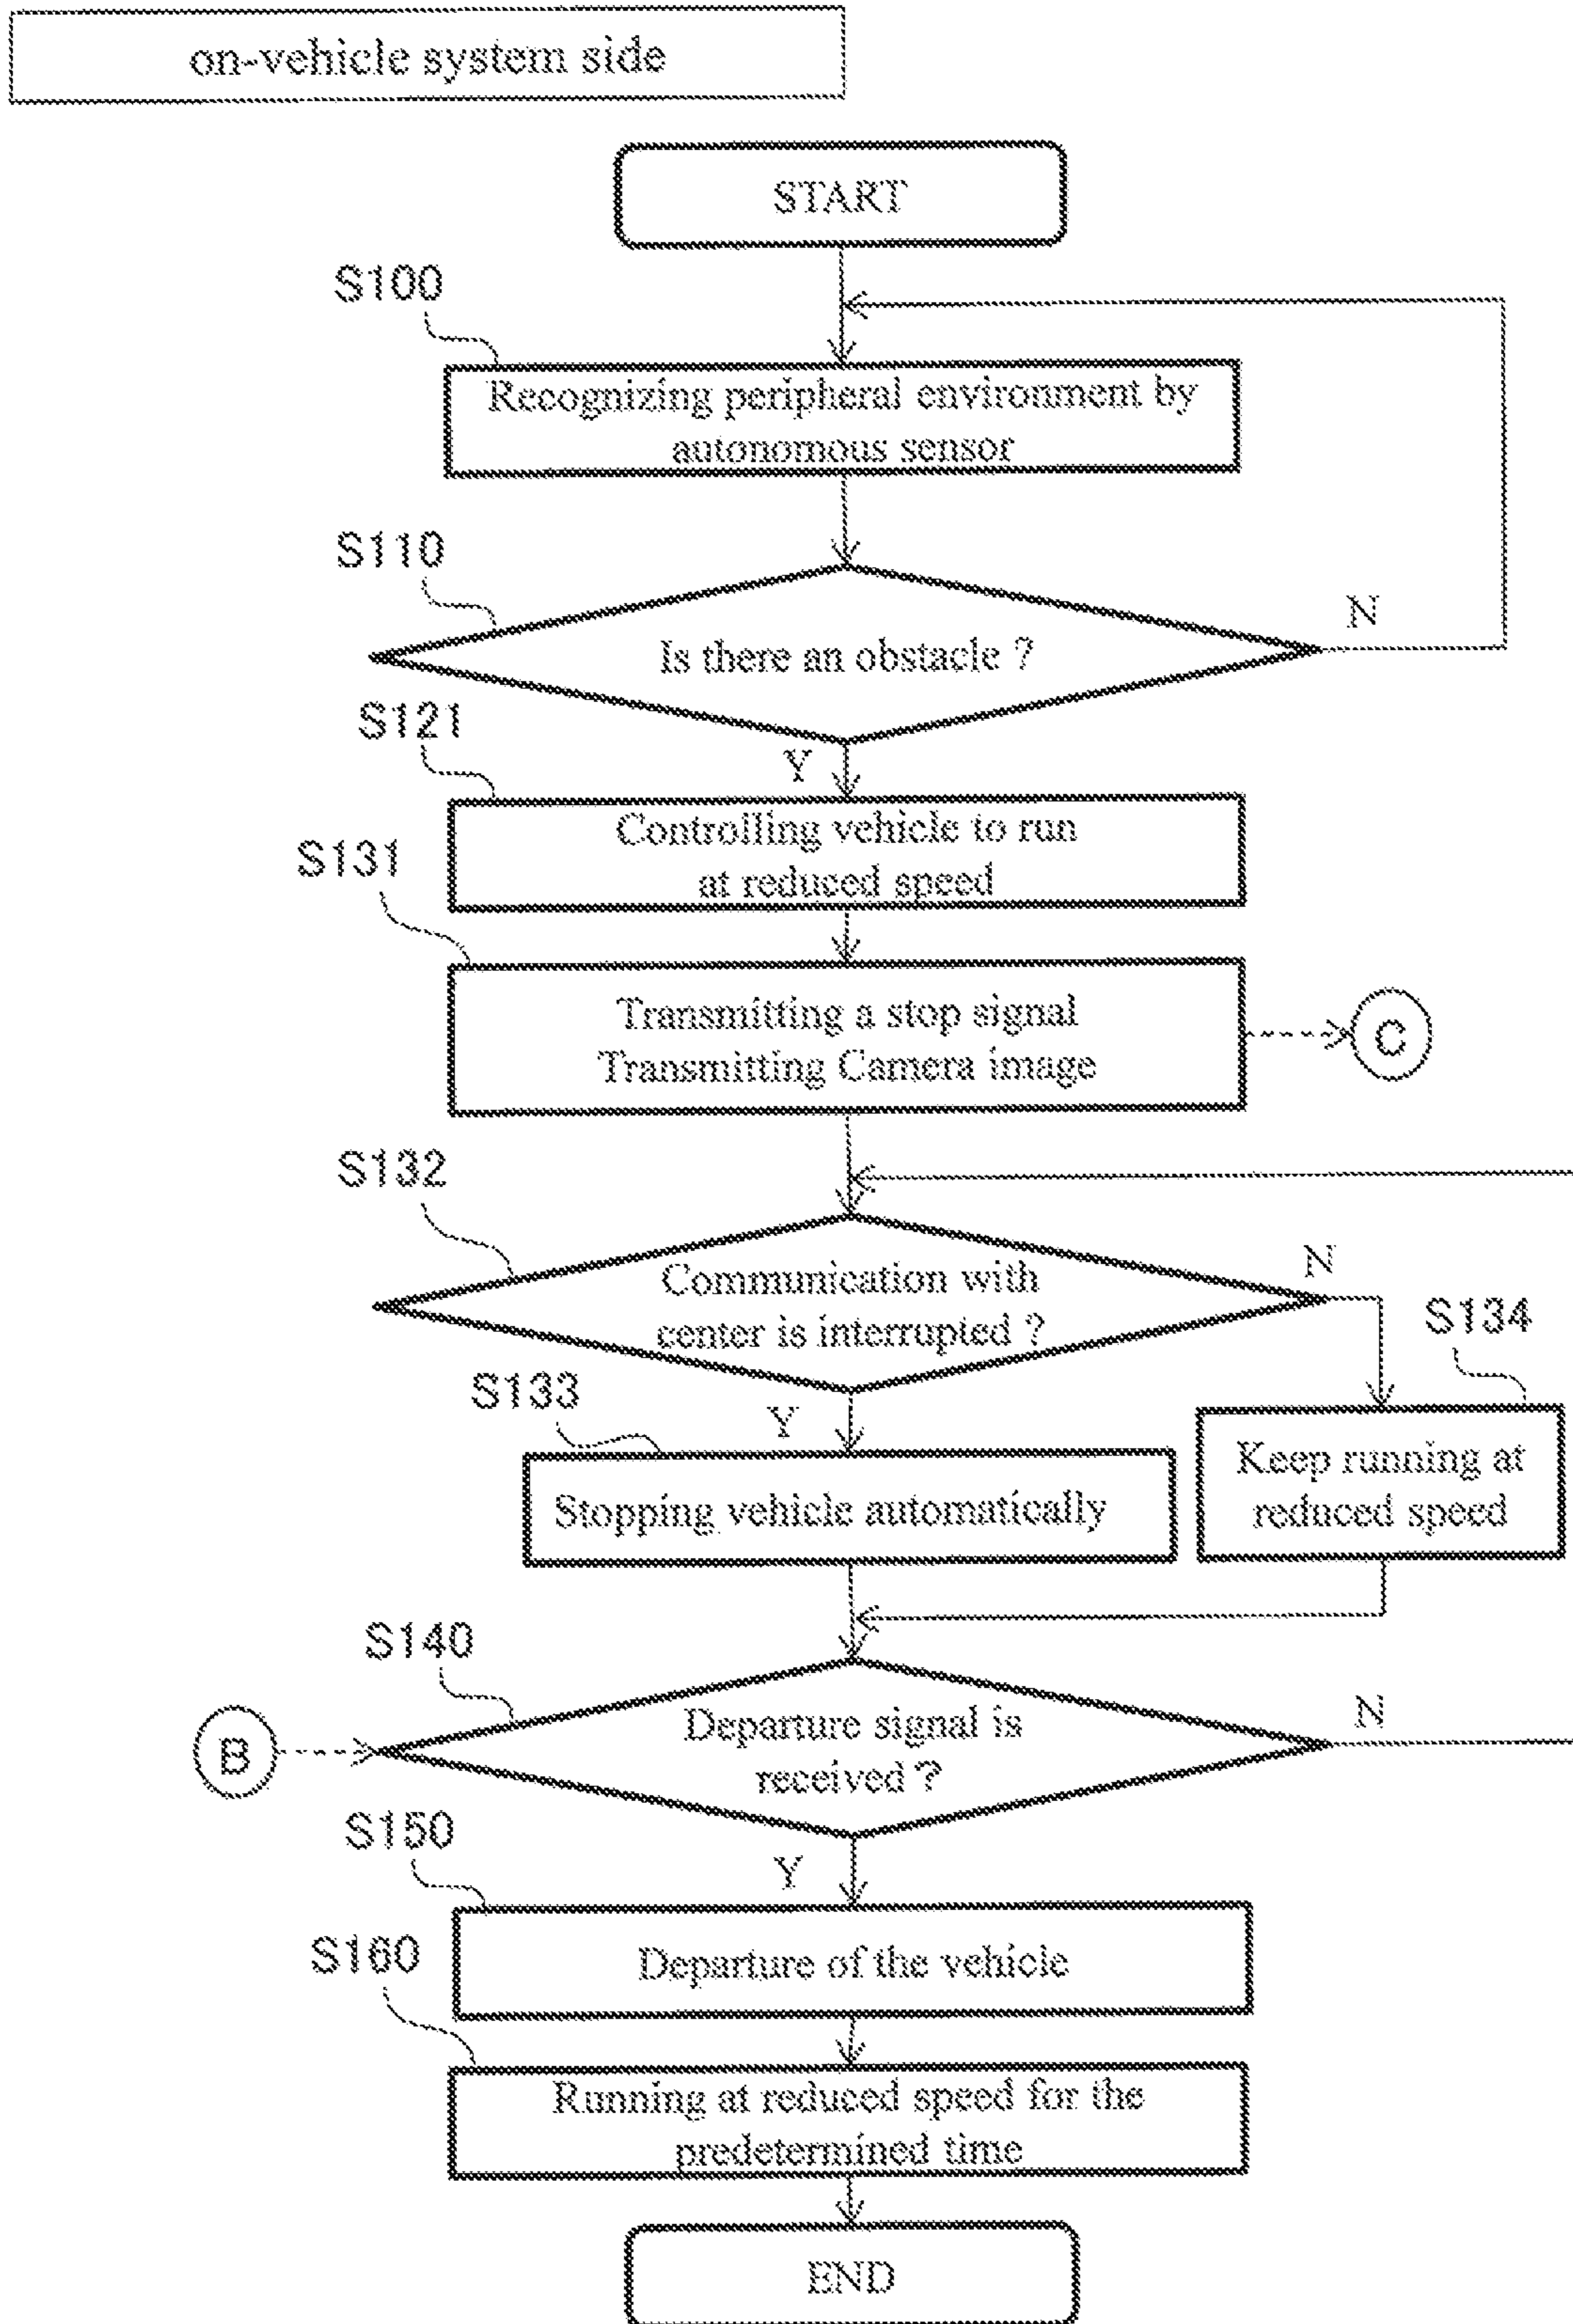 on-vehicle system side
START
S100
Recognizing peripheral environment by
autonomous sensor
S110
Is there an obstacle ?
N
S121
Y
Controlling vehicle to run
at reduced speed
S131
Transmitting a stop signal
Transmitting Camera image
C
S132
Communication with
center is interrupted ?
N
S134
S133
Y
Stopping vehicle automatically
Keep running at
reduced speed
S140
B
Departure signal is
received ?
N
S150
Y
Departure of the vehicle
S160
Running at reduced speed for the
predetermined time
END